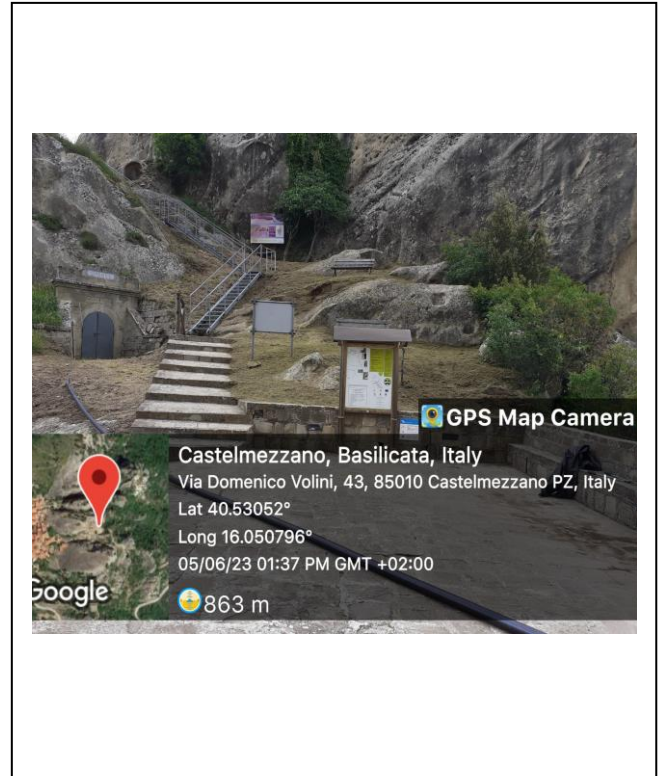 GPS Map Camera
Castelmezzano, Basilicata, Italy
Via Domenico Volini, 43, 85010 Castelmezzano PZ, Italy
Lat 40.53052°
Long 16.050796°
05/06/23 01:37 PM GMT +02:00
863 m
Google